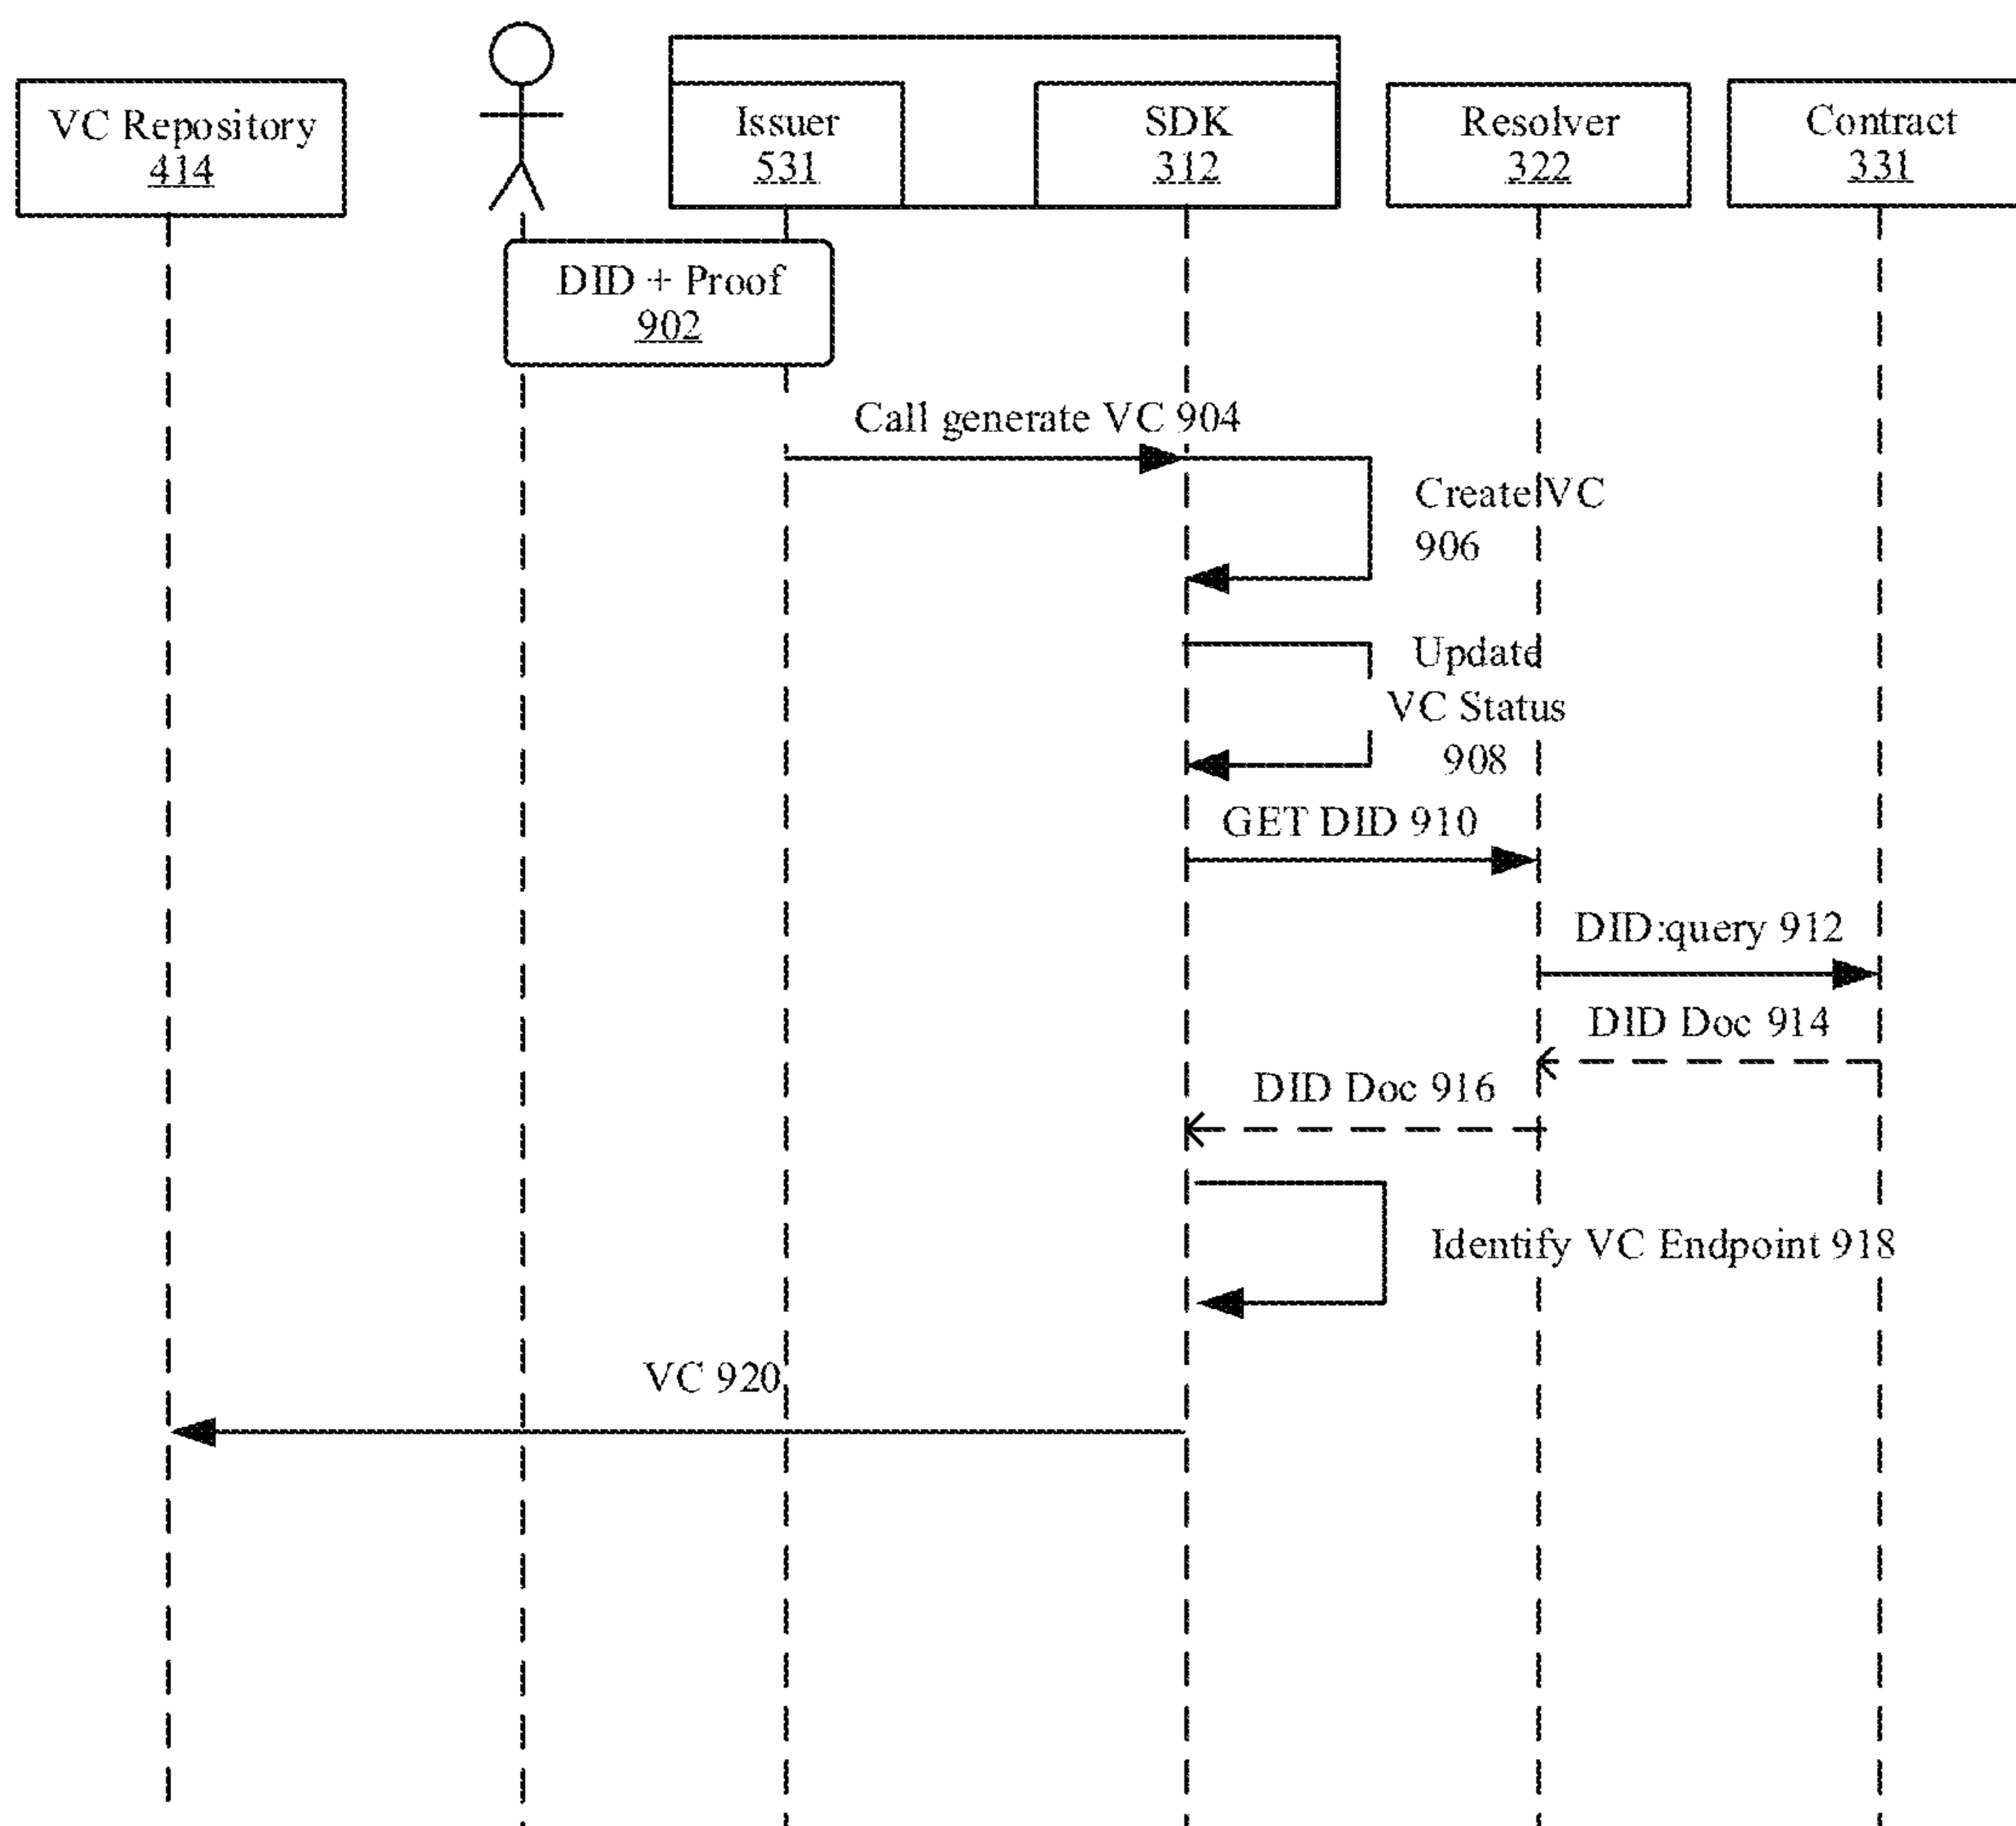 VC Repository
414
Issuer
531
SDK
312
Resolver
322
Contract
331
DID + Proof
902
Call generate VC 904
Create VC
906
Update
VC Status
908
GET DID 910
DID:query 912
DID Doc 914
DID Doc 916
Identify VC Endpoint 918
VC 920